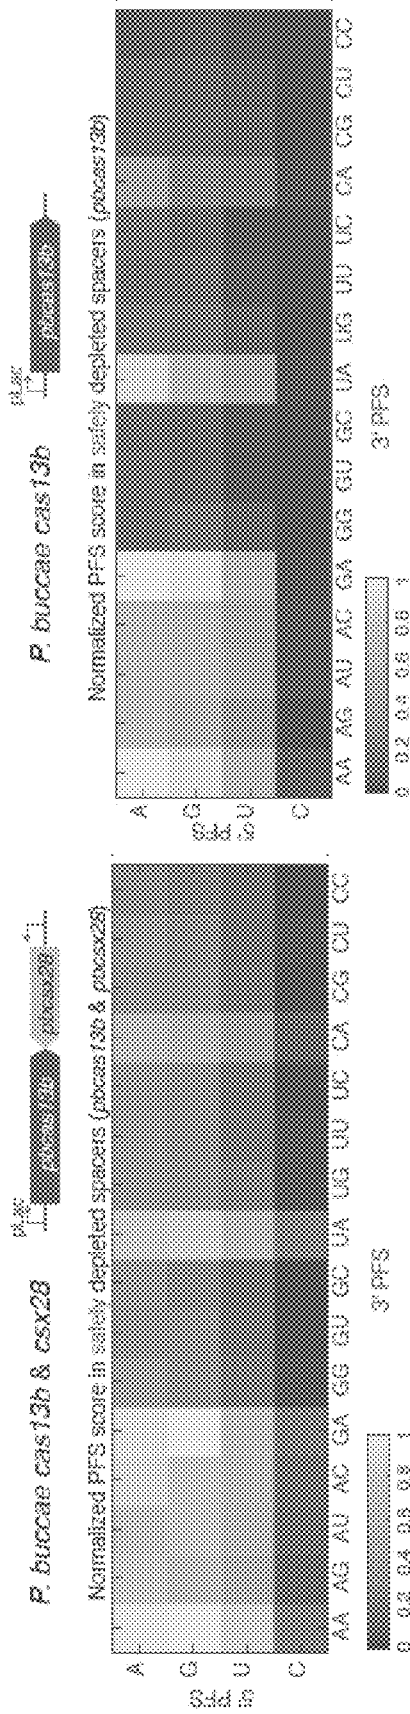 P. buccae cas13b & csx28
pLac
pbcas13b
pbcsx28
Normalized PFS score in safely depleted spacers (pbcas13b & pbcsx28)
5' PFS
A
G
U
C
AA AG AU AC GA GG GU GC UA UG UU UC CA CG CU CC
3' PFS
0 0.2 0.4 0.6 0.8 1
P. buccae cas13b
pLac
pbcas13b
Normalized PFS score in safely depleted spacers (pbcas13b)
5' PFS
A
G
U
C
AA AG AU AC GA GG GU GC UA UG UU UC CA CG CU CC
3' PFS
0 0.2 0.4 0.6 0.8 1